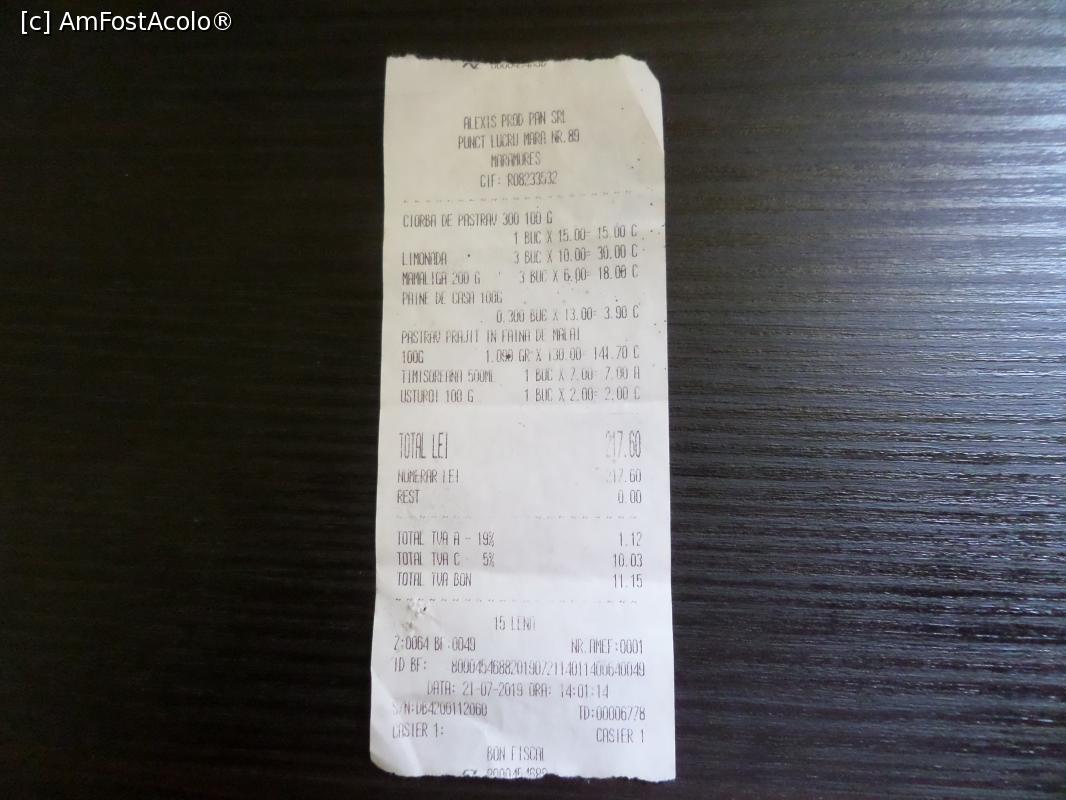 [c] AmFostAcolo®
ALEXIS PROD PAN SRL
PUNCT LUCRU MARA NR.89
MARAMURES
CIF: RO8233532
CIORBA DE PASTRAV 300 100 G
1 BUC X 15.00= 15.00 C
LIMONADA 3 BUC X 10.00= 30.00 C
MAMALIGA 200 G 3 BUC X 6.00= 18.00 C
PAINE DE CASA 100G
0.300 BUC X 13.00= 3.90 C
PASTRAV PRAJIT IN FAINA DE MALAI
100G 1.090 GR X 130.00= 141.70 C
TIMISOREANA 500ML 1 BUC X 7.00= 7.00 A
USTUROI 100 G 1 BUC X 2.00= 2.00 C
TOTAL LEI 217.60
NUMERAR LEI 217.60
REST 0.00
TOTAL TVA A - 19% 1.12
TOTAL TVA C 5% 10.03
TOTAL TVA BON 11.15
15 LENA
Z:0064 BF:0049 NR.AMEF:0001
ID BF: 80004546882019072114011400640049
DATA: 21-07-2019 ORA: 14:01:14
S/N:DB4200112060 TD:00006778
CASIER 1: CASIER 1
BON FISCAL